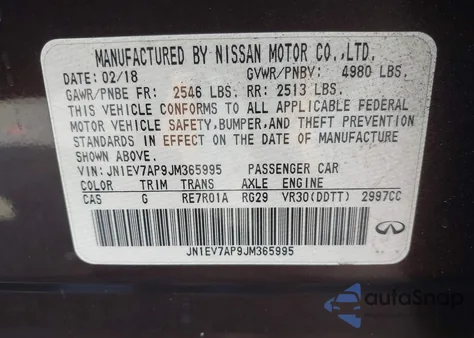 MANUFACTURED BY NISSAN MOTOR CO.,LTD.
DATE: 02/18 GVWR/PNBV: 4980 LBS.
GAWR/PNBE FR: 2546 LBS. RR: 2513 LBS.
THIS VEHICLE CONFORMS TO ALL APPLICABLE FEDERAL
MOTOR VEHICLE SAFETY, BUMPER, AND THEFT PREVENTION
STANDARDS IN EFFECT ON THE DATE OF MANUFACTURE
SHOWN ABOVE.
VIN: JN1EV7AP9JM365995 PASSENGER CAR
COLOR TRIM TRANS AXLE ENGINE
CAS G RE7R01A RG29 VR30(DDTT) 2997CC
JN1EV7AP9JM365995
autoSnap